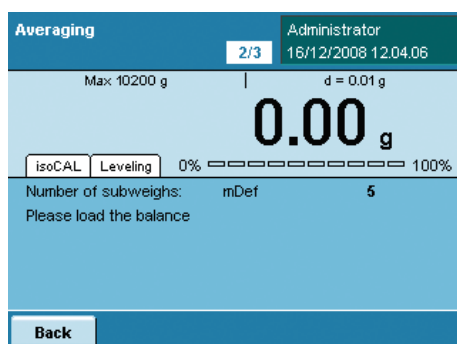 Averaging
2/3
Administrator
16/12/2008 12.04.06
Max 10200 g
d = 0.01 g
0.00 g
isoCAL Leveling 0% 100%
Number of subweighs: mDef 5
Please load the balance
Back